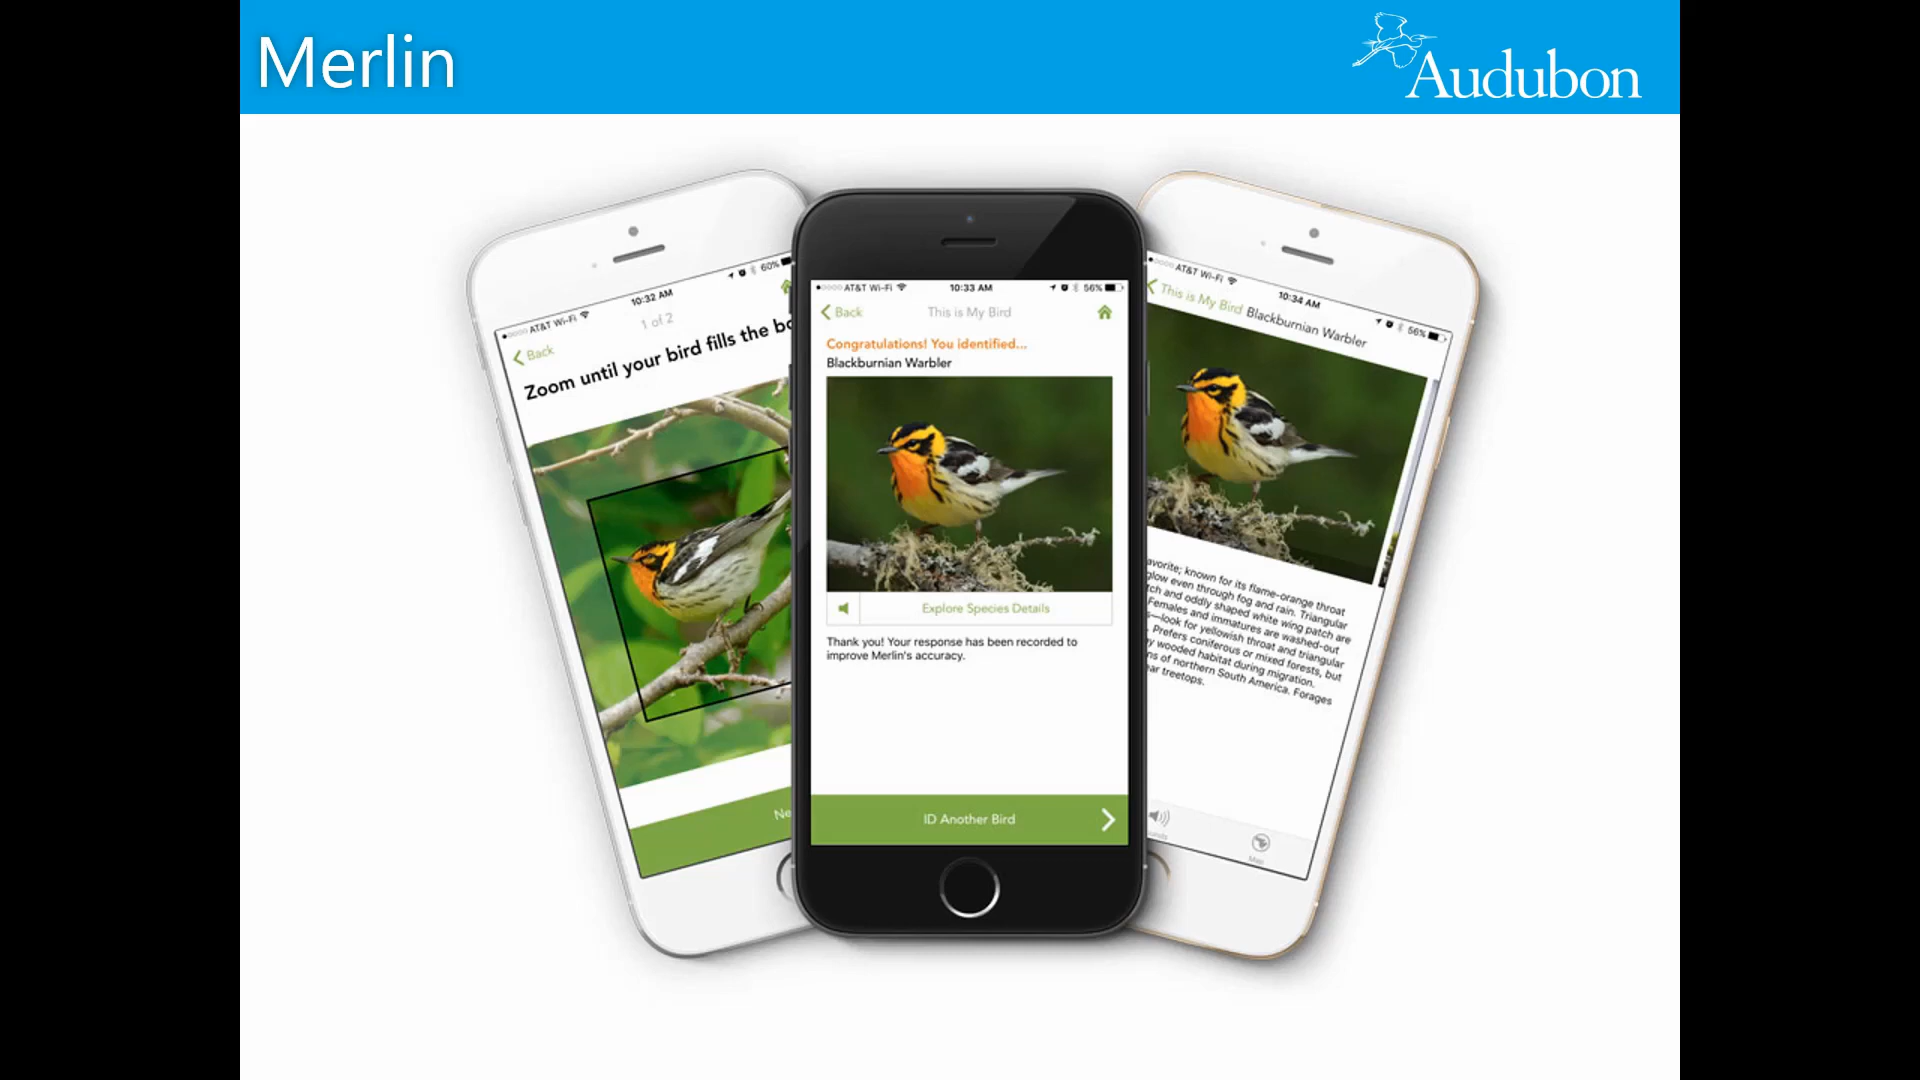 Merlin
Audubon
AT&T Wi-Fi 10:32 AM 60%
Back 1 of 2
Zoom until your bird fills the bo
Ne
AT&T Wi-Fi 10:33 AM 56%
Back This is My Bird
Congratulations! You identified...
Blackburnian Warbler
Explore Species Details
Thank you! Your response has been recorded to
improve Merlin's accuracy.
ID Another Bird
AT&T Wi-Fi 10:34 AM 56%
This is My Bird Blackburnian Warbler
avorite; known for its flame-orange throat
glow even through fog and rain. Triangular
tch and oddly shaped white wing patch are
Females and immatures are washed-out
s—look for yellowish throat and triangular
. Prefers coniferous or mixed forests, but
y wooded habitat during migration.
ns of northern South America. Forages
ear treetops.
unds Map